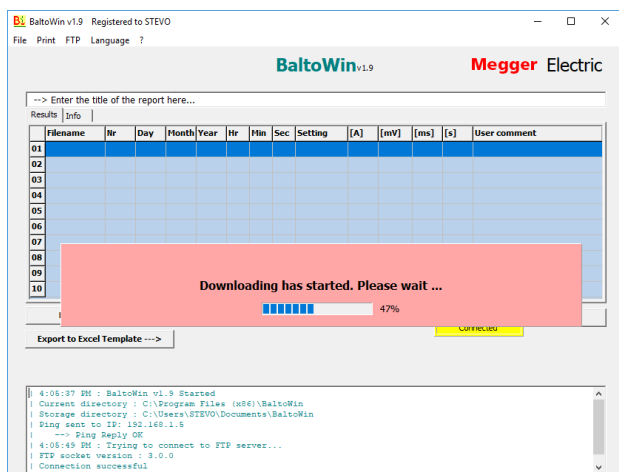 BaltoWin v1.9 Registered to STEVO
File Print FTP Language ?
BaltoWin v1.9 Megger Electric
--> Enter the title of the report here...
Results Info
Filename Nr Day Month Year Hr Min Sec Setting [A] [mV] [ms] [s] User comment
01
02
03
04
05
06
07
08
09
10
Downloading has started. Please wait ...
47%
Connected
Export to Excel Template --->
| 4:05:37 PM : BaltoWin v1.9 Started
| Current directory : C:\Program Files (x86)\BaltoWin
| Storage directory : C:\Users\STEVO\Documents\BaltoWin
| Ping sent to IP: 192.168.1.5
| --> Ping Reply OK
| 4:05:49 PM : Trying to connect to FTP server...
| FTP socket version : 3.0.0
| Connection successful